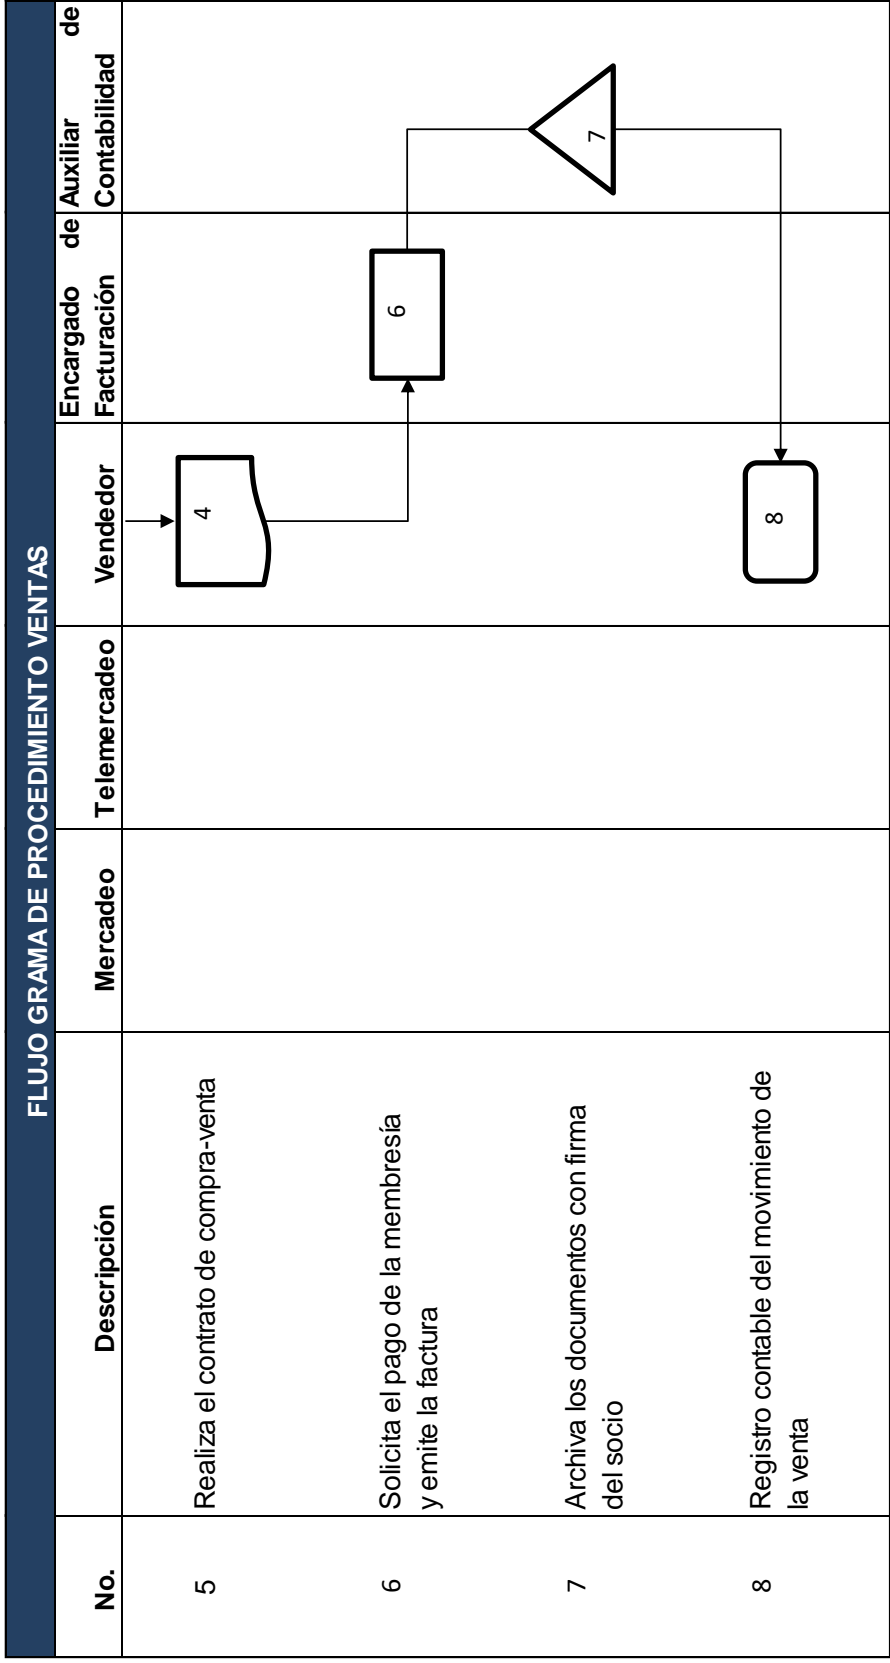 FLUJO GRAMA DE PROCEDIMIENTO VENTAS
No.
Descripción
Mercadeo
Telemercadeo
Vendedor
Encargado de
Facturación
Auxiliar de
Contabilidad
5
Realiza el contrato de compra-venta
4
6
Solicita el pago de la membresía
y emite la factura
6
7
Archiva los documentos con firma
del socio
7
8
Registro contable del movimiento de
la venta
8